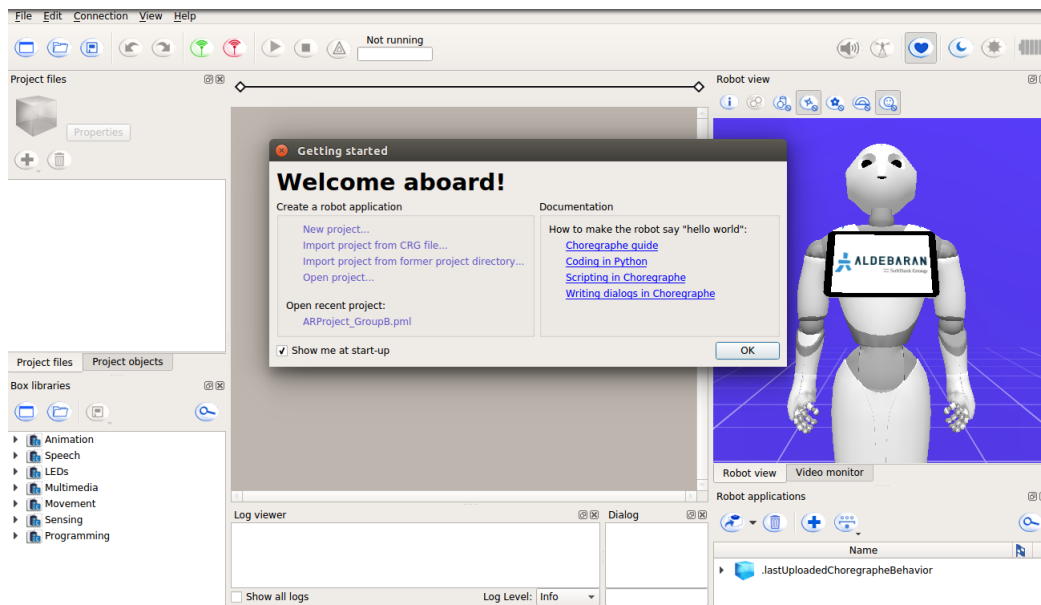 File Edit Connection View Help
Not running
Project files
Properties
Project files Project objects
Box libraries
Animation
Speech
LEDs
Multimedia
Movement
Sensing
Programming
Getting started
Welcome aboard!
Create a robot application
New project...
Import project from CRG file...
Import project from former project directory...
Open project...
Open recent project:
ARProject_GroupB.pml
Documentation
How to make the robot say "hello world":
Choregraphe guide
Coding in Python
Scripting in Choregraphe
Writing dialogs in Choregraphe
Show me at start-up
OK
Log viewer
Show all logs Log Level: Info
Dialog
Robot view
ALDEBARAN
SoftBank Group
Robot view Video monitor
Robot applications
Name
.lastUploadedChoregrapheBehavior